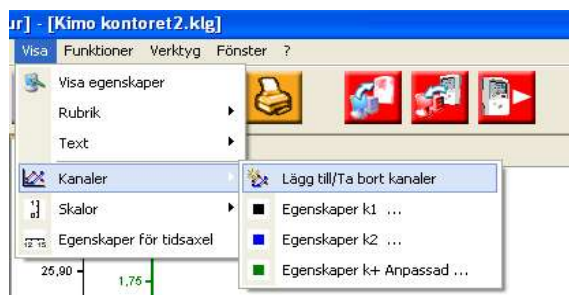 ur] - [Kimo kontoret2.klg]
Visa Funktioner Verktyg Fönster ?
Visa egenskaper
Rubrik
Text
Kanaler
Lägg till/Ta bort kanaler
Skalor
Egenskaper k1 ...
Egenskaper för tidsaxel
Egenskaper k2 ...
25,90
1,75
Egenskaper k+ Anpassad ...